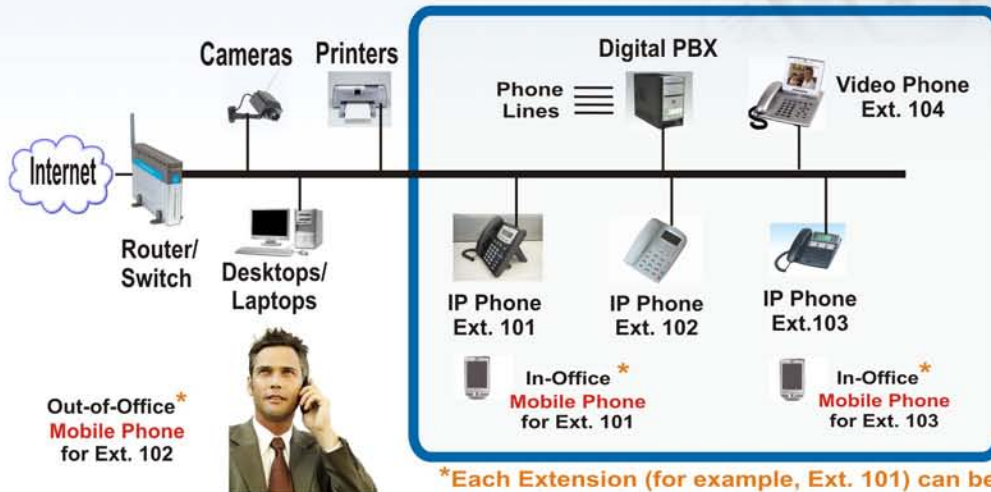 Cameras
Printers
Digital PBX
Phone
Lines
Video Phone
Ext. 104
Internet
Router/
Switch
Desktops/
Laptops
IP Phone
Ext. 101
IP Phone
Ext. 102
IP Phone
Ext.103
Out-of-Office*
Mobile Phone
for Ext. 102
In-Office*
Mobile Phone
for Ext. 101
In-Office*
Mobile Phone
for Ext. 103
*Each Extension (for example, Ext. 101) can be